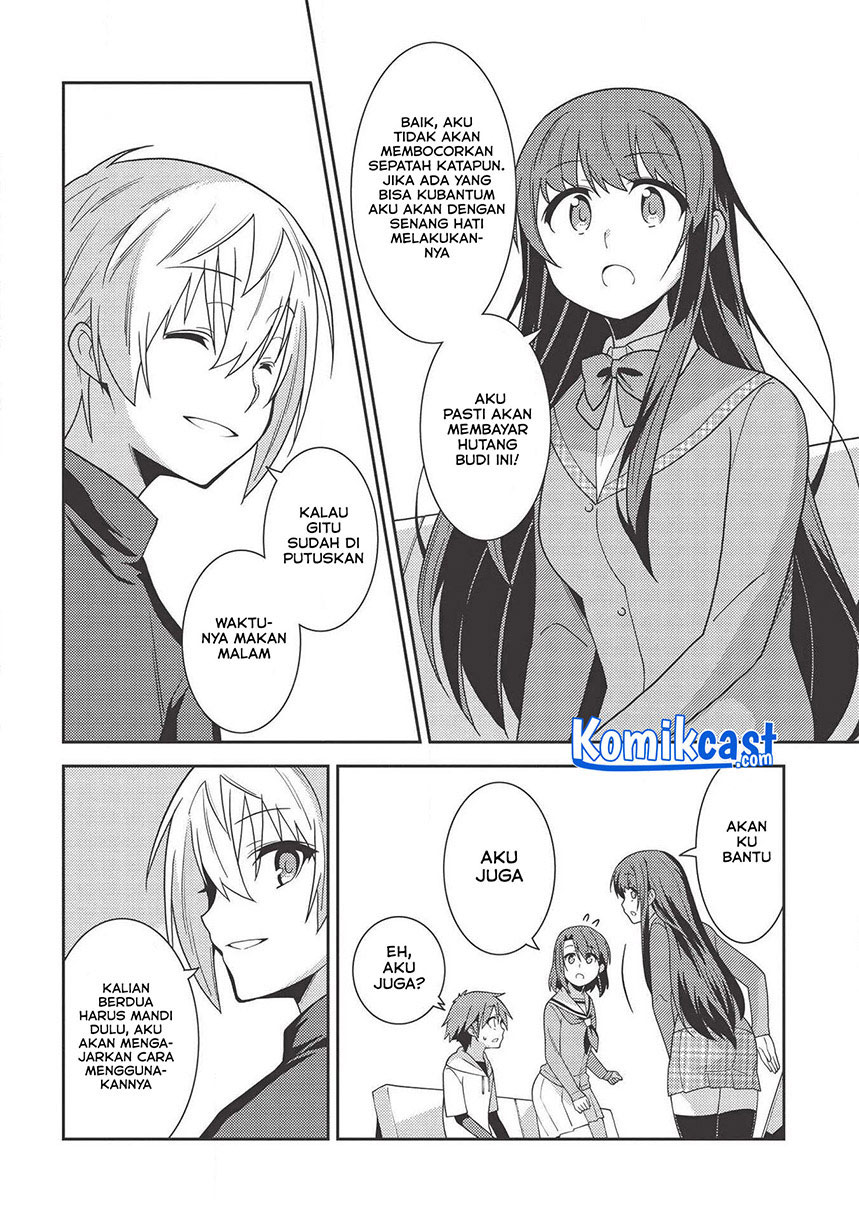 BAIK, AKU
TIDAK AKAN
MEMBOCORKAN
SEPATAH KATAPUN.
JIKA ADA YANG
BISA KUBANTUM
AKU AKAN DENGAN
SENANG HATI
MELAKUKAN-
NYA
AKU
PASTI AKAN
MEMBAYAR
HUTANG
BUDI INI!
KALAU
GITU
SUDAH DI
PUTUSKAN
WAKTU-
NYA MAKAN
MALAM
Komikcast
.com
AKAN
KU
BANTU
AKU
JUGA
EH,
AKU
JUGA?
KALIAN
BERDUA
HARUS MANDI
DULU, AKU
AKAN MENGA-
JARKAN CARA
MENGGUNA-
KANNYA